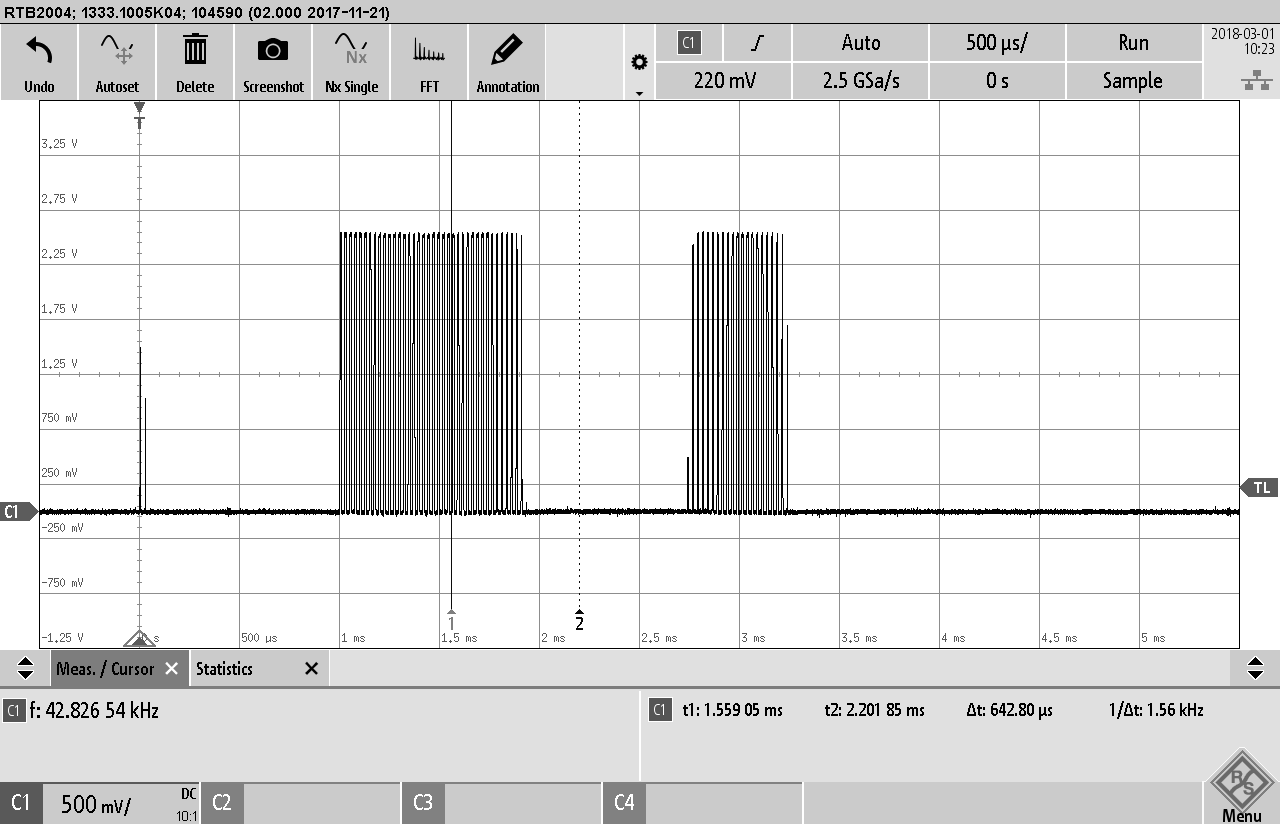 RTB2004; 1333.1005K04; 104590 (02.000 2017-11-21)
Undo Autoset Delete Screenshot Nx Nx Single FFT Annotation
C1 Auto 500 µs/ Run
220 mV 2.5 GSa/s 0 s Sample
2018-03-01
10:23
T
3.25 V
2.75 V
2.25 V
1.75 V
1.25 V
750 mV
250 mV
TL
C1
-250 mV
-750 mV
1 2
-1.25 V 0 s 500 µs 1 ms 1.5 ms 2 ms 2.5 ms 3 ms 3.5 ms 4 ms 4.5 ms 5 ms
Meas. / Cursor Statistics
C1 f: 42.826 54 kHz
C1 t1: 1.559 05 ms t2: 2.201 85 ms Δt: 642.80 µs 1/Δt: 1.56 kHz
C1 500 mV/ DC 10:1 C2 C3 C4
R S
Menu